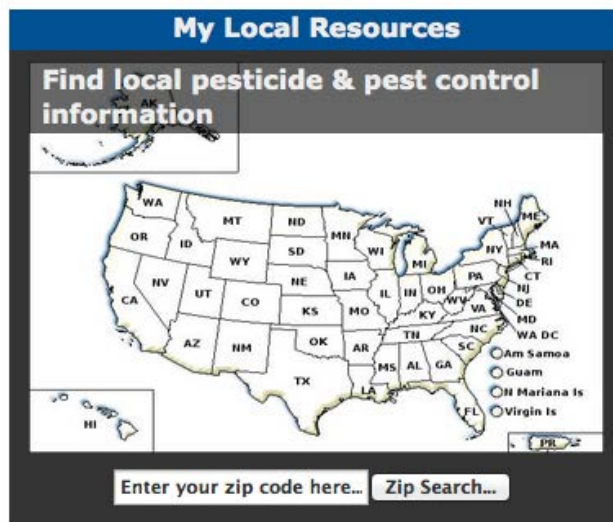 My Local Resources
Find local pesticide & pest control
information
AK
WA
MT
ND
MN
NH
VT
ME
OR
ID
WY
SD
WI
MI
NY
MA
RI
CT
NV
UT
CO
NE
IA
IL
IN
OH
PA
NJ
DE
CA
KS
MO
KY
WV
VA
MD
WA DC
AZ
NM
OK
AR
TN
NC
SC
TX
LA
MS
AL
GA
FL
Am Samoa
Guam
N Mariana Is
Virgin Is
HI
PR
Enter your zip code here...
Zip Search...